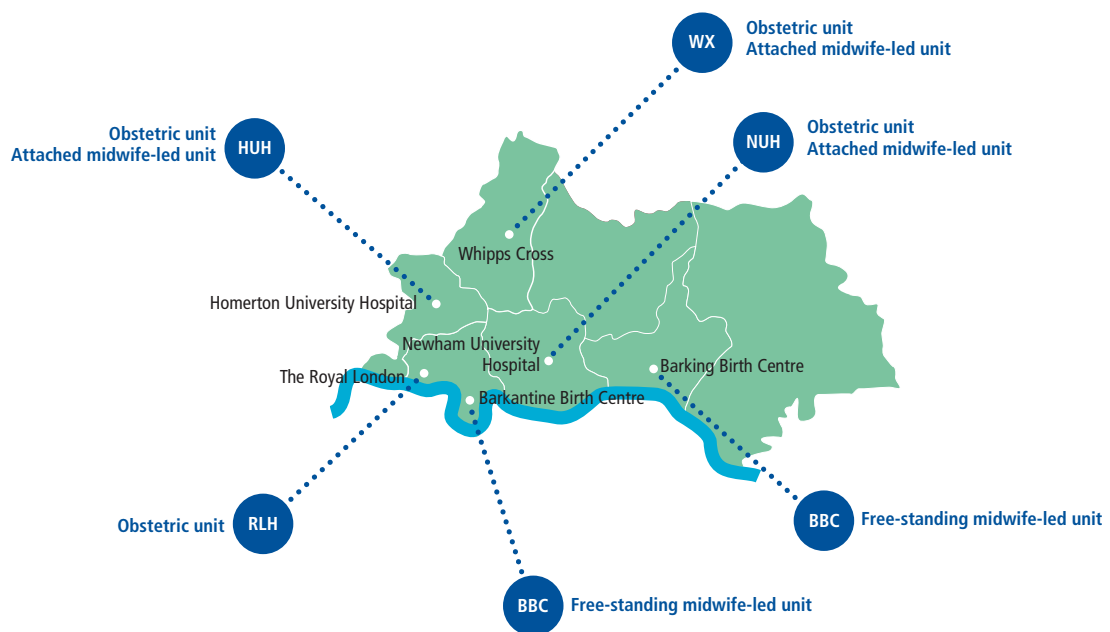 WX
Obstetric unit
Attached midwife-led unit
HUH
Obstetric unit
Attached midwife-led unit
NUH
Obstetric unit
Attached midwife-led unit
Whipps Cross
Homerton University Hospital
Newham University
Hospital
The Royal London
Barking Birth Centre
Barkantine Birth Centre
RLH
Obstetric unit
BBC
Free-standing midwife-led unit
BBC
Free-standing midwife-led unit